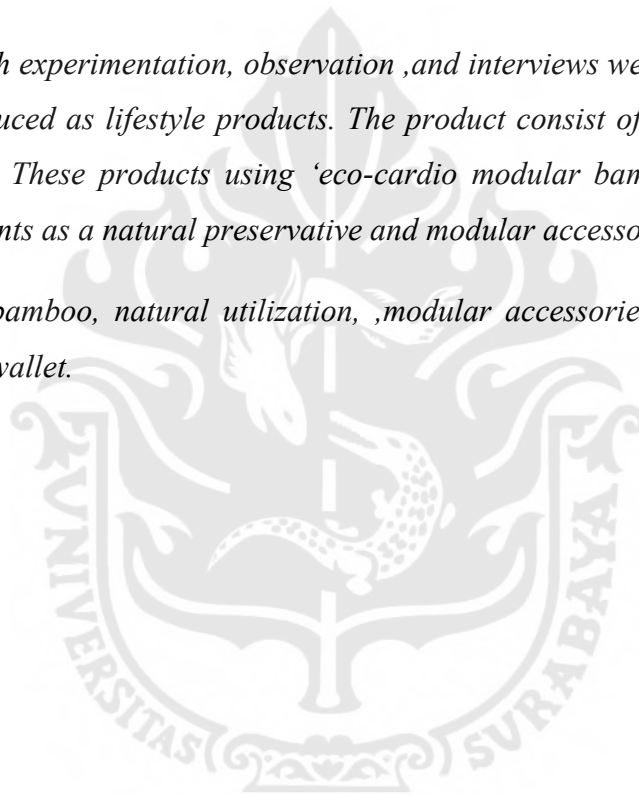 h experimentation, observation ,and interviews we
uced as lifestyle products. The product consist of
These products using ‘eco-cardio modular bam
nts as a natural preservative and modular accesso
bamboo, natural utilization, ,modular accessorie
wallet.
UNIVERSITAS SURABAYA